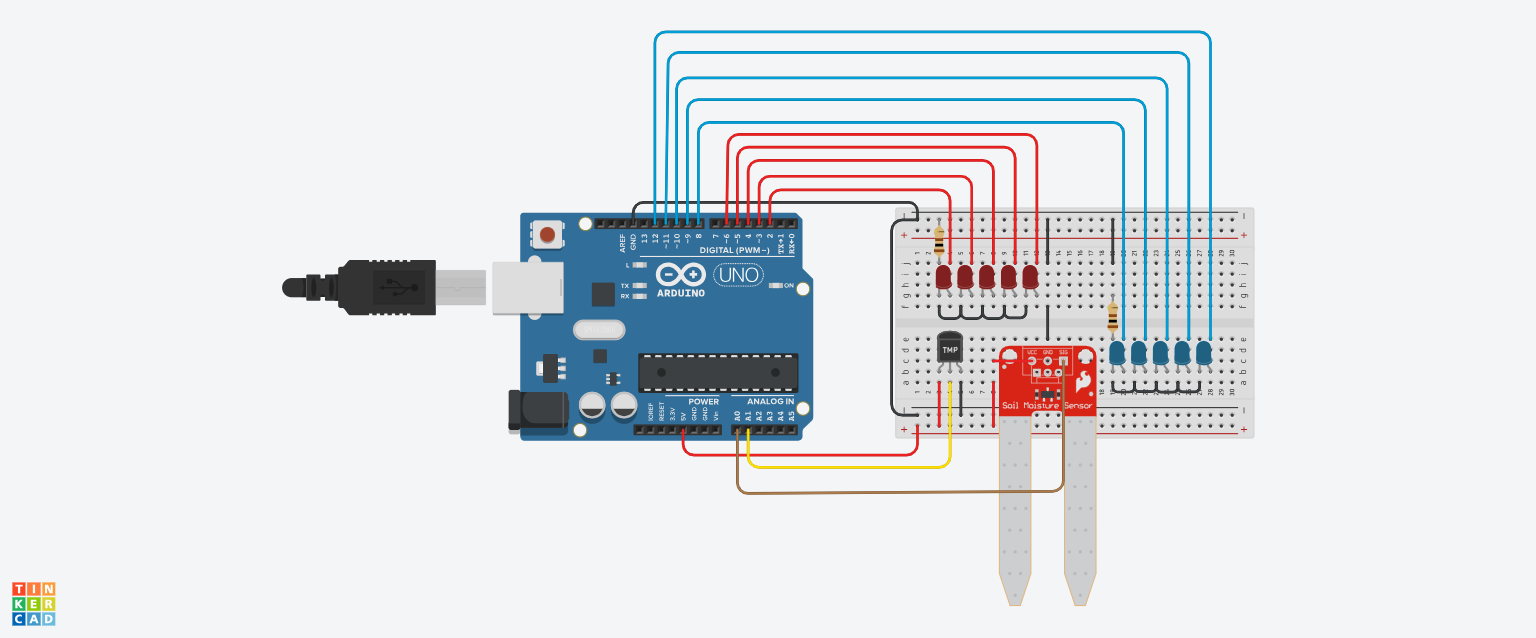 AREF
GND
13
12
~11
~10
~9
8
7
~6
~5
4
~3
2
TX→1
RX←0
DIGITAL (PWM~)
L
TX
RX
UNO
ARDUINO
ON
POWER
ANALOG IN
IOREF
RESET
3.3V
5V
GND
GND
Vin
A0
A1
A2
A3
A4
A5
TMP
VCC
GND
SIG
Soil Moisture Sensor
j
i
h
g
f
e
d
c
b
a
TIN
KER
CAD